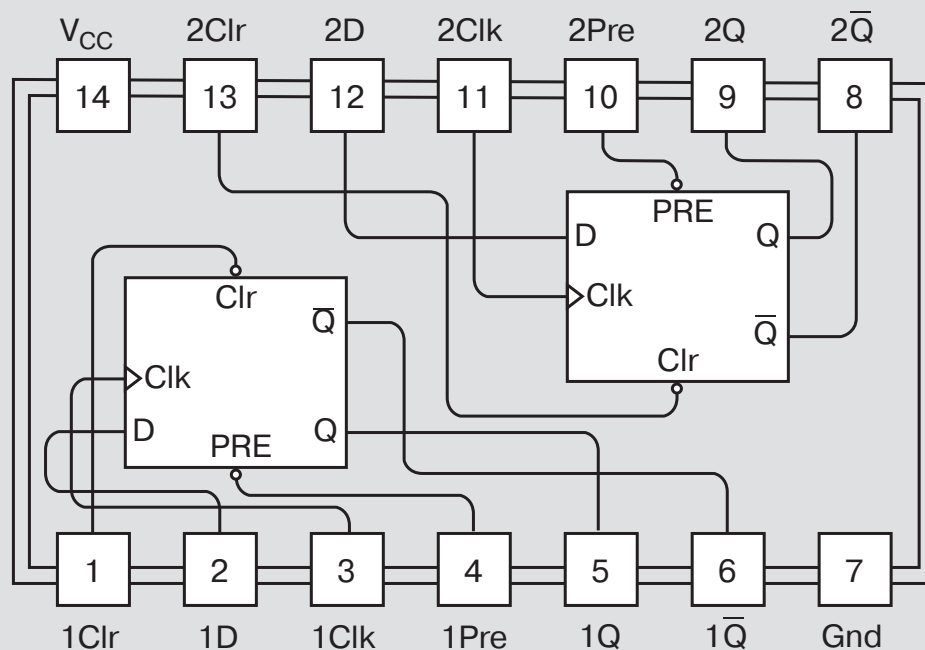 V_CC 2Clr 2D 2Clk 2Pre 2Q 2Q̅
14 13 12 11 10 9 8
PRE
D Q
Clk
Q̅
Clr
Clr
Q̅
Clk
D Q
PRE
1 2 3 4 5 6 7
1Clr 1D 1Clk 1Pre 1Q 1Q̅ Gnd